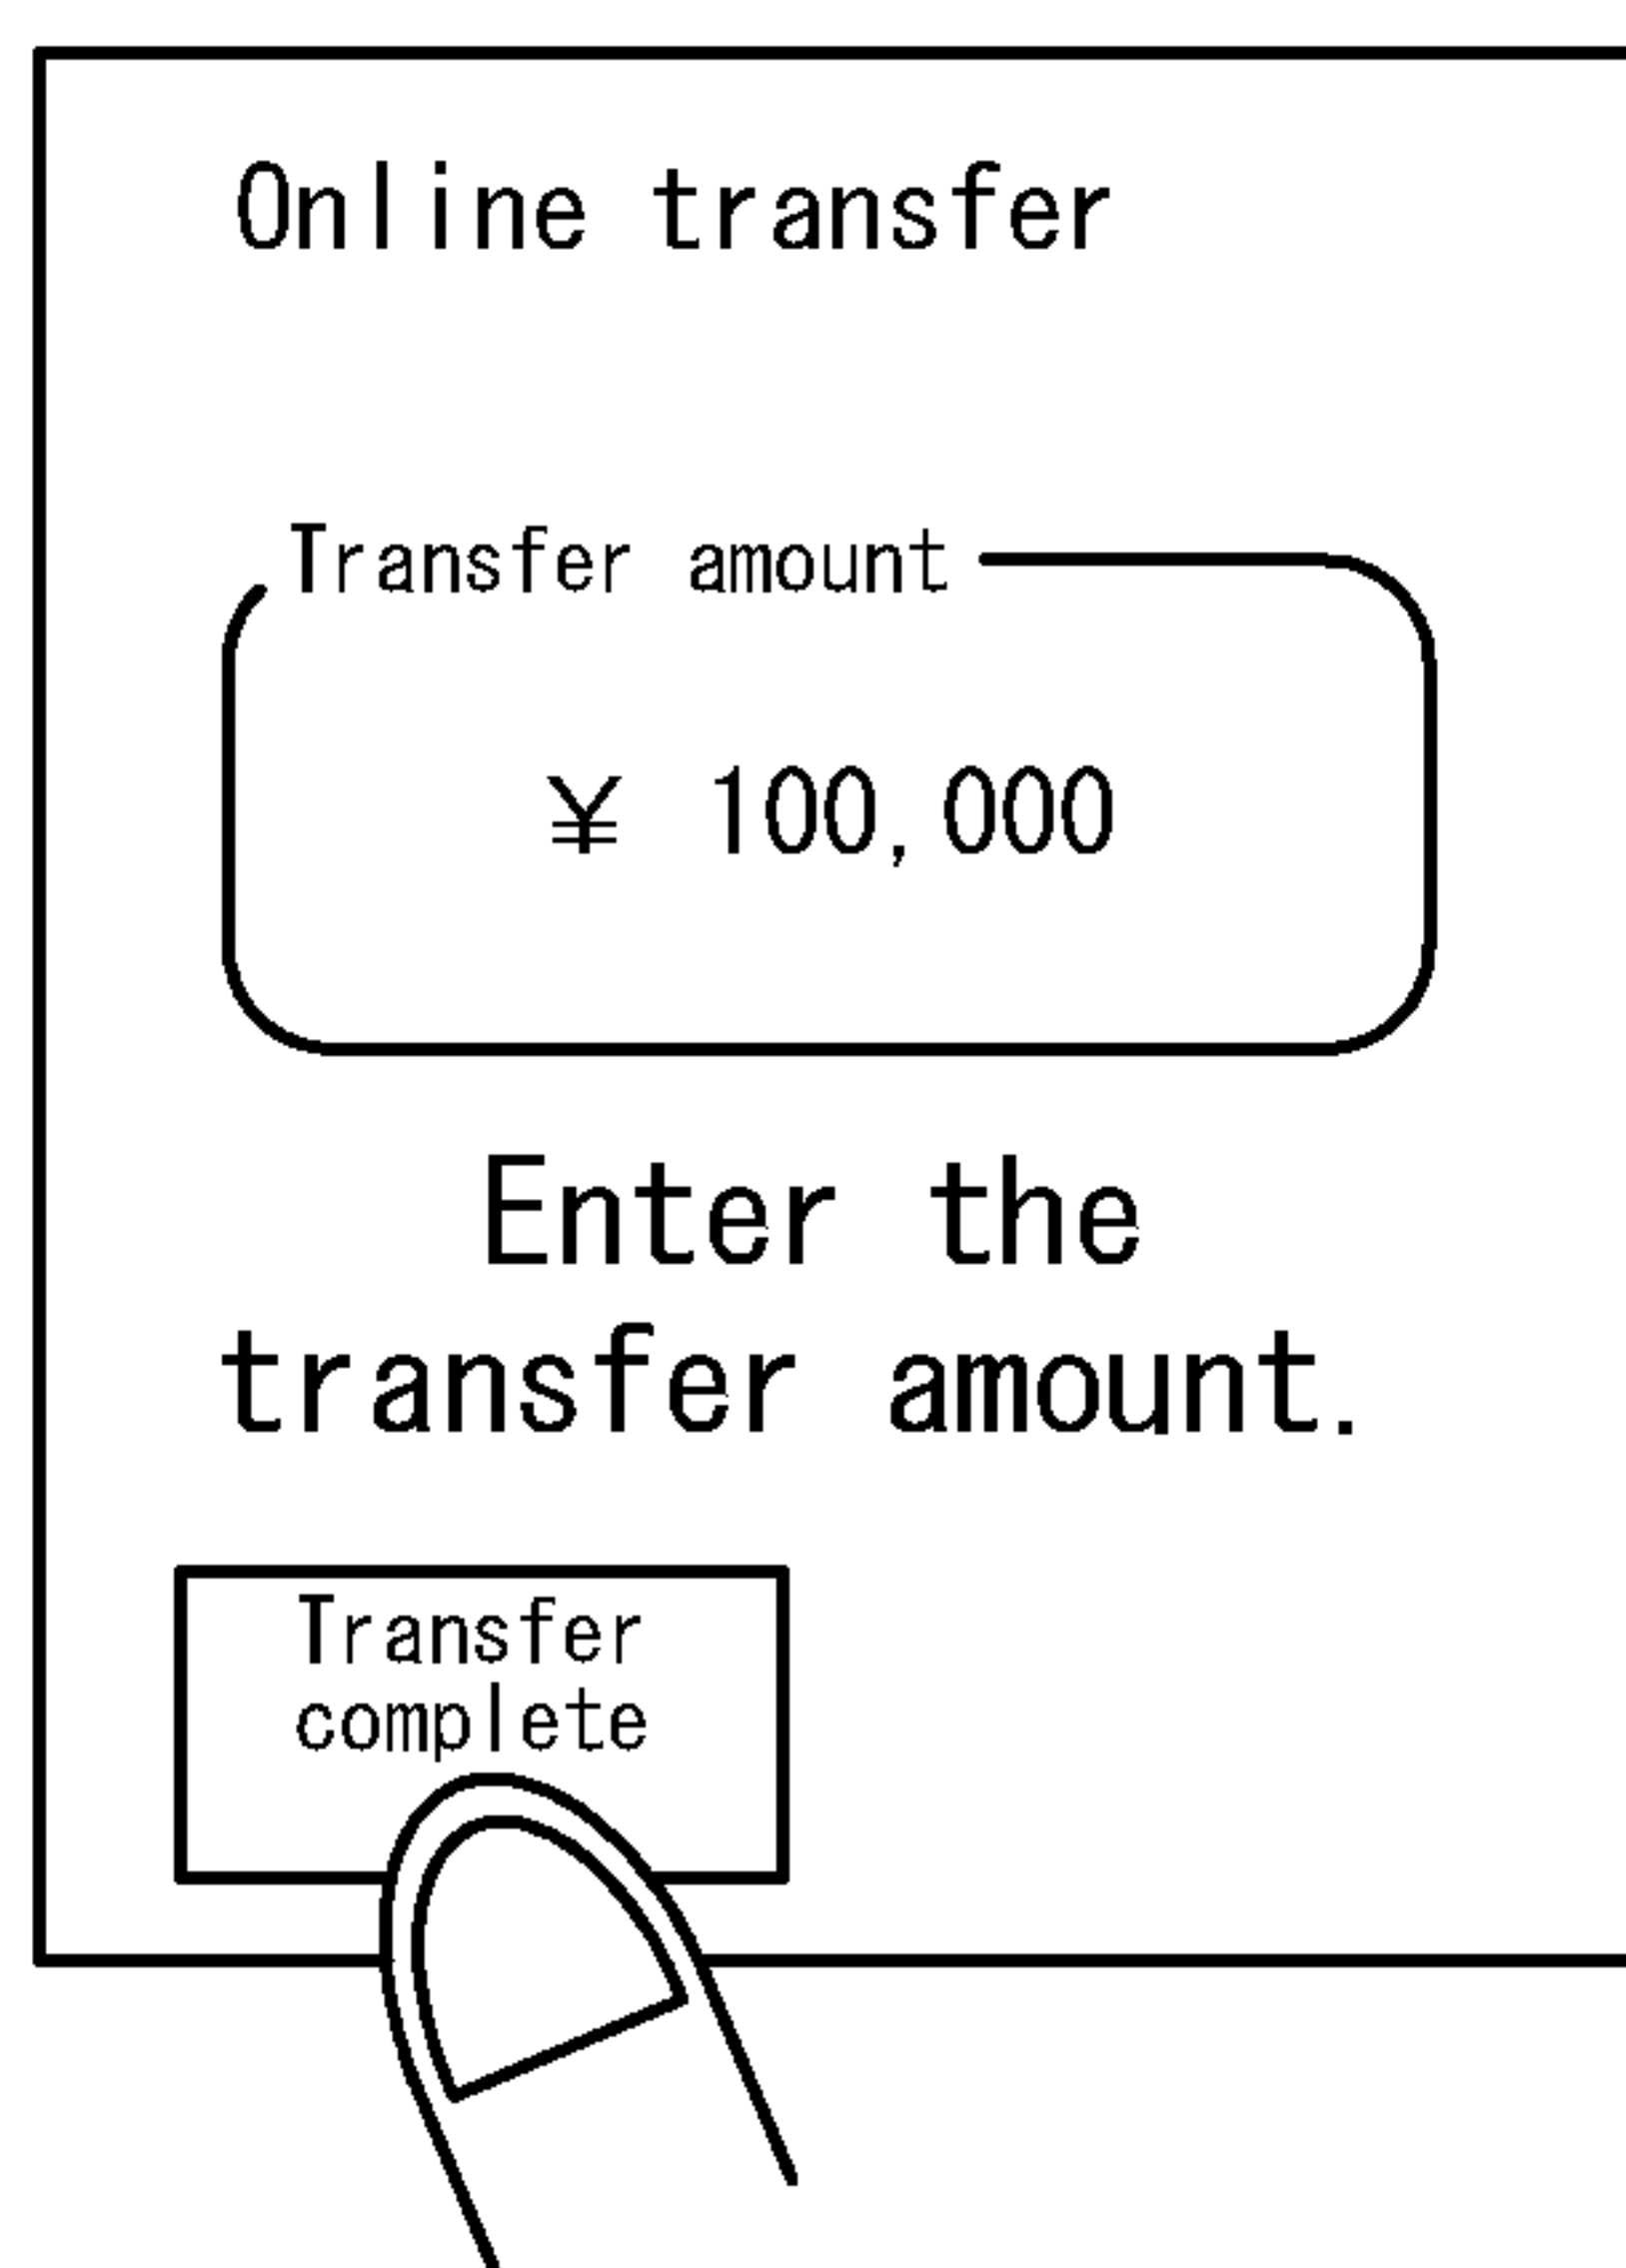 Online transfer
Transfer amount
¥ 100,000
Enter the
transfer amount.
Transfer
complete